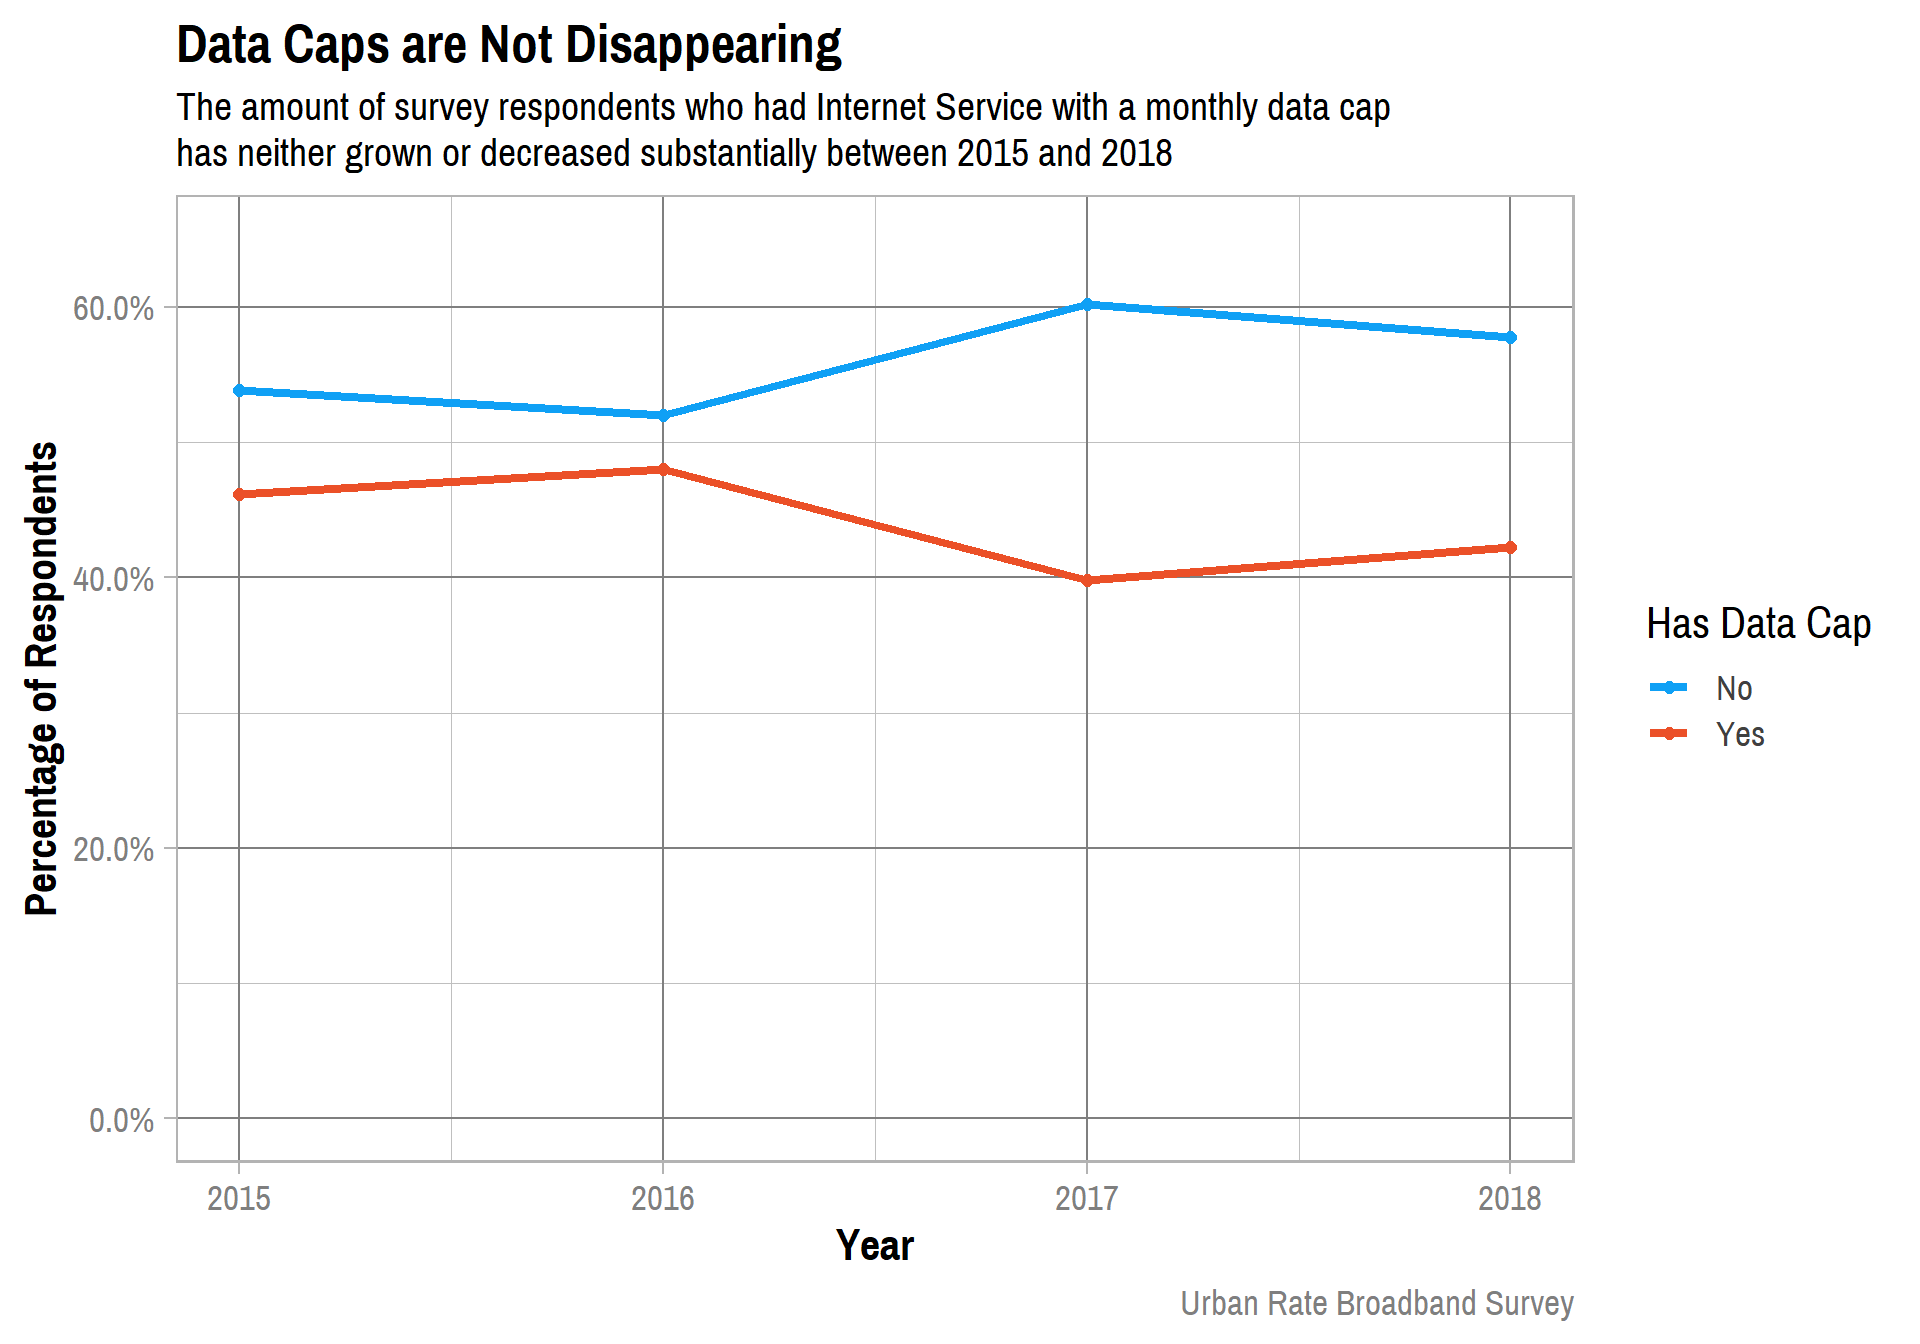 Data Caps are Not Disappearing
The amount of survey respondents who had Internet Service with a monthly data cap
has neither grown or decreased substantially between 2015 and 2018
Percentage of Respondents
60.0%
40.0%
20.0%
0.0%
2015
2016
2017
2018
Year
Has Data Cap
No
Yes
Urban Rate Broadband Survey